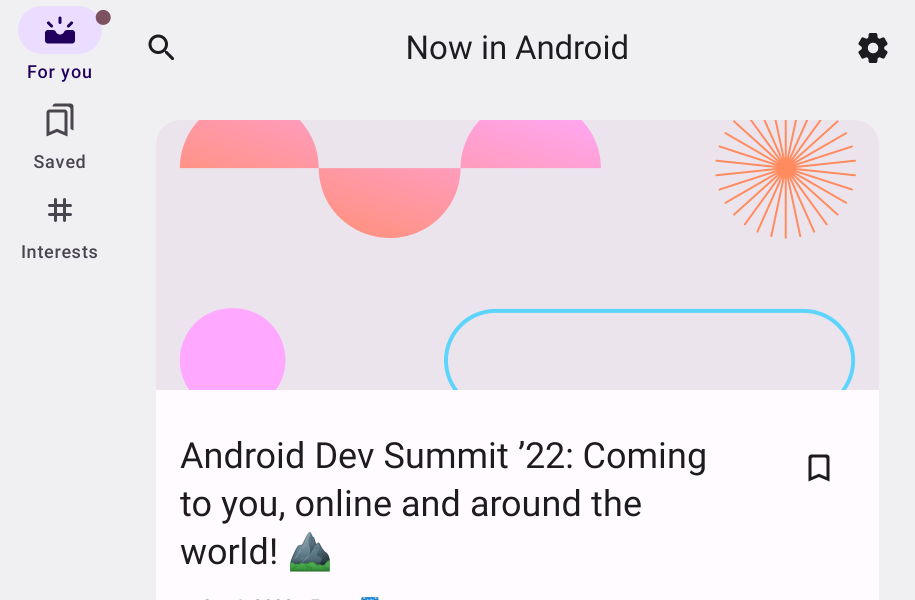 Now in Android
For you
Saved
Interests
Android Dev Summit ’22: Coming
to you, online and around the
world! ⛰️